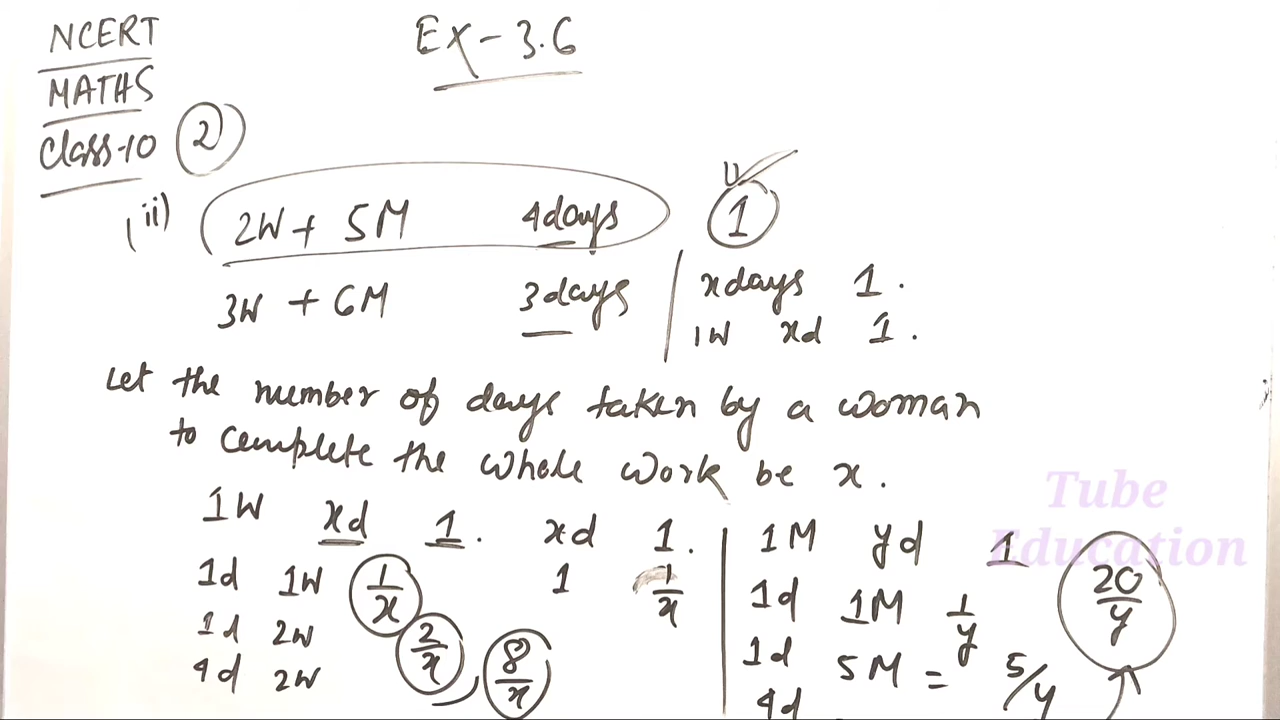 NCERT
MATHS
Class-10
Ex-3.6
2
(ii)
2W + 5M 4days
1
3W + 6M 3days
xdays 1.
1W xd 1.
Let the number of days taken by a woman
to complete the whole work be x.
1W xd 1. xd 1.
1d 1W 1/x 1 1/x
1d 2W 2/x
4d 2W 8/x
1M yd 1
1d 1M 1/y
1d 5M = 5/y
4d
20/y
Tube
Education